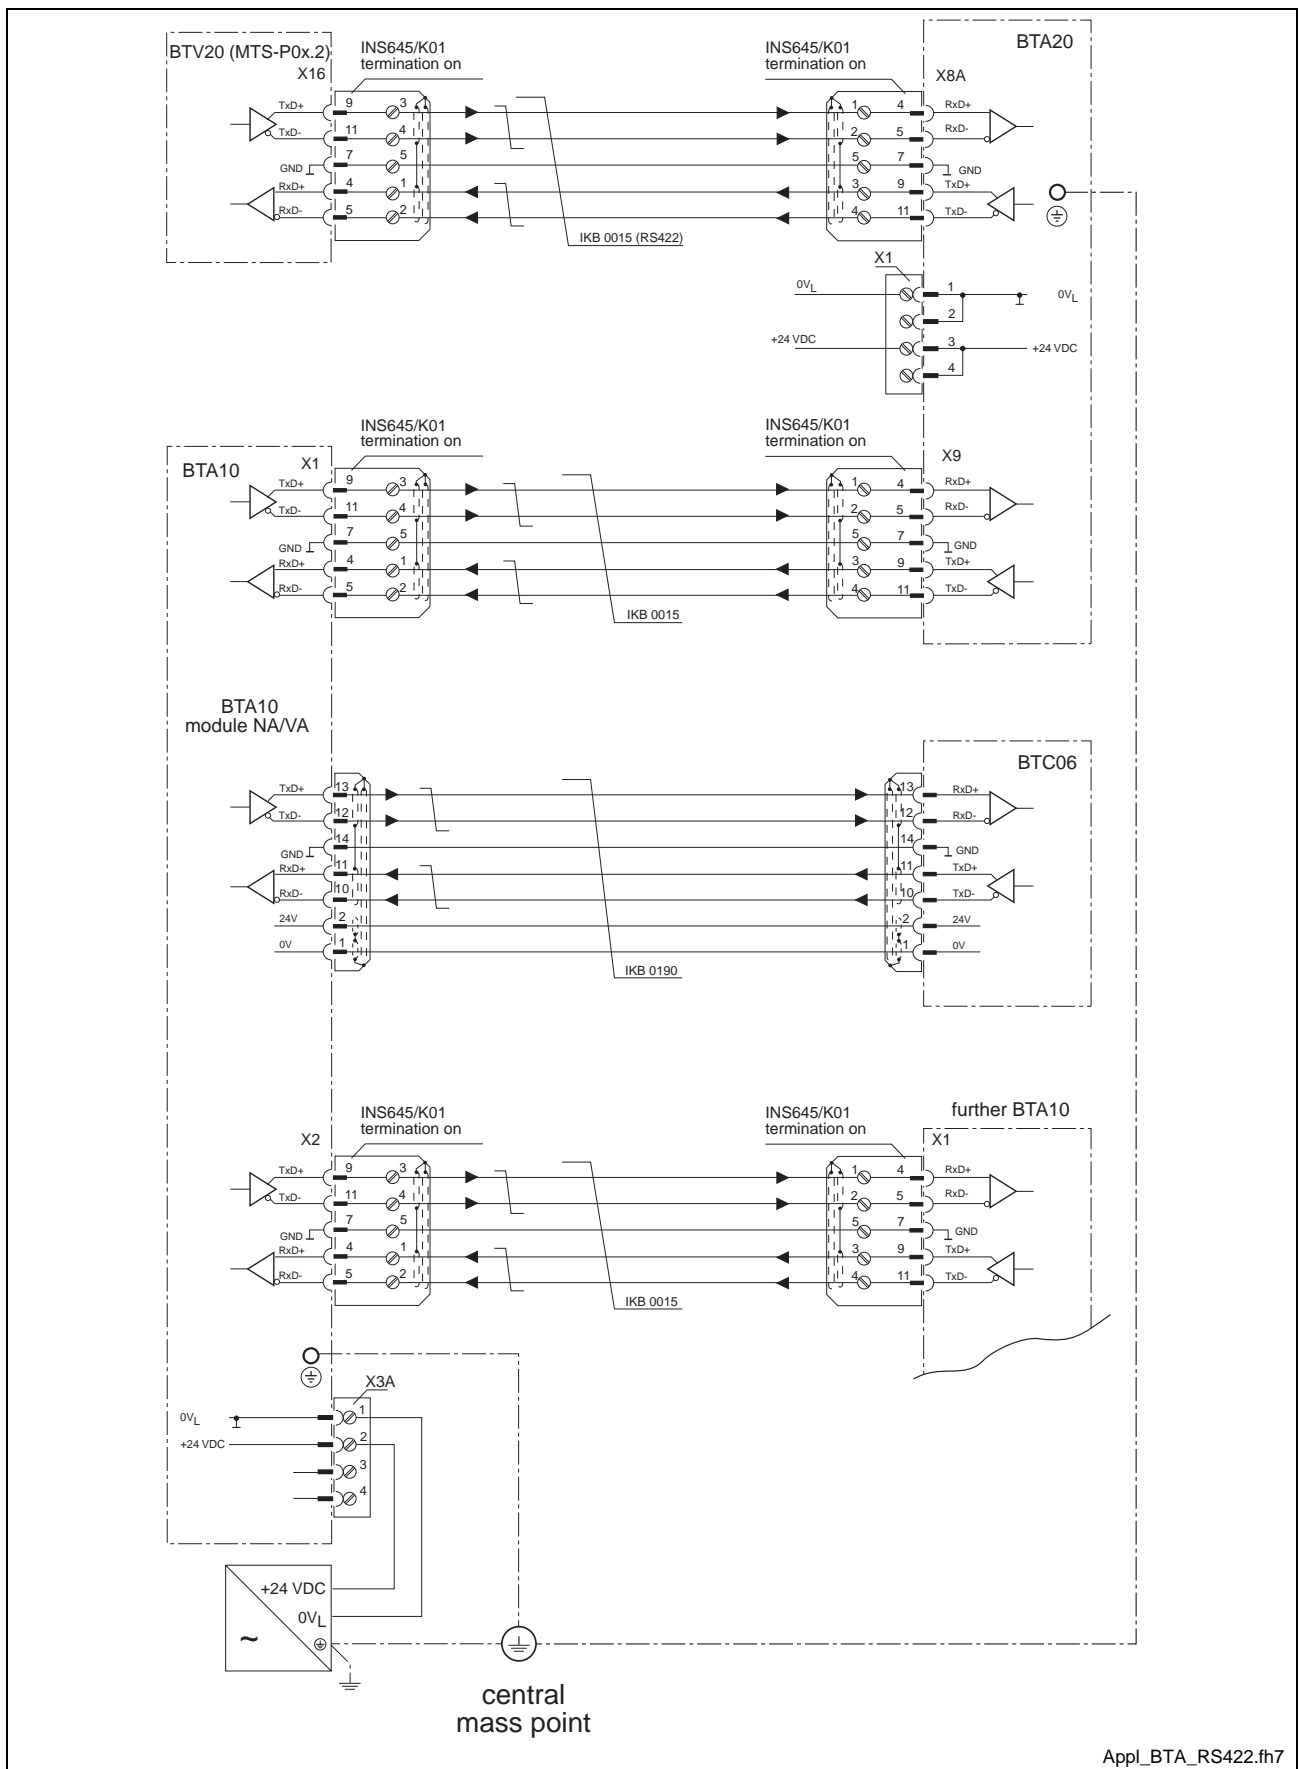 BTV20 (MTS-P0x.2)
X16
INS645/K01
termination on
INS645/K01
termination on
BTA20
X8A
TxD+ 9 3 1 4 RxD+
TxD- 11 4 2 5 RxD-
GND 7 5 5 7 GND
RxD+ 4 1 3 9 TxD+
RxD- 5 2 4 11 TxD-
IKB 0015 (RS422)
X1
0VL 1 0VL
2
+24 VDC 3 +24 VDC
4
INS645/K01
termination on
INS645/K01
termination on
BTA10
X1
X9
TxD+ 9 3 1 4 RxD+
TxD- 11 4 2 5 RxD-
GND 7 5 5 7 GND
RxD+ 4 1 3 9 TxD+
RxD- 5 2 4 11 TxD-
IKB 0015
BTA10
module NA/VA
BTC06
TxD+ 13 13 RxD+
TxD- 12 12 RxD-
GND 14 14 GND
RxD+ 11 11 TxD+
RxD- 10 10 TxD-
24V 2 2 24V
0V 1 1 0V
IKB 0190
INS645/K01
termination on
INS645/K01
termination on
further BTA10
X2
X1
TxD+ 9 3 1 4 RxD+
TxD- 11 4 2 5 RxD-
GND 7 5 5 7 GND
RxD+ 4 1 3 9 TxD+
RxD- 5 2 4 11 TxD-
IKB 0015
X3A
0VL 1
+24 VDC 2
3
4
+24 VDC
0VL
~
central
mass point
Appl_BTA_RS422.fh7